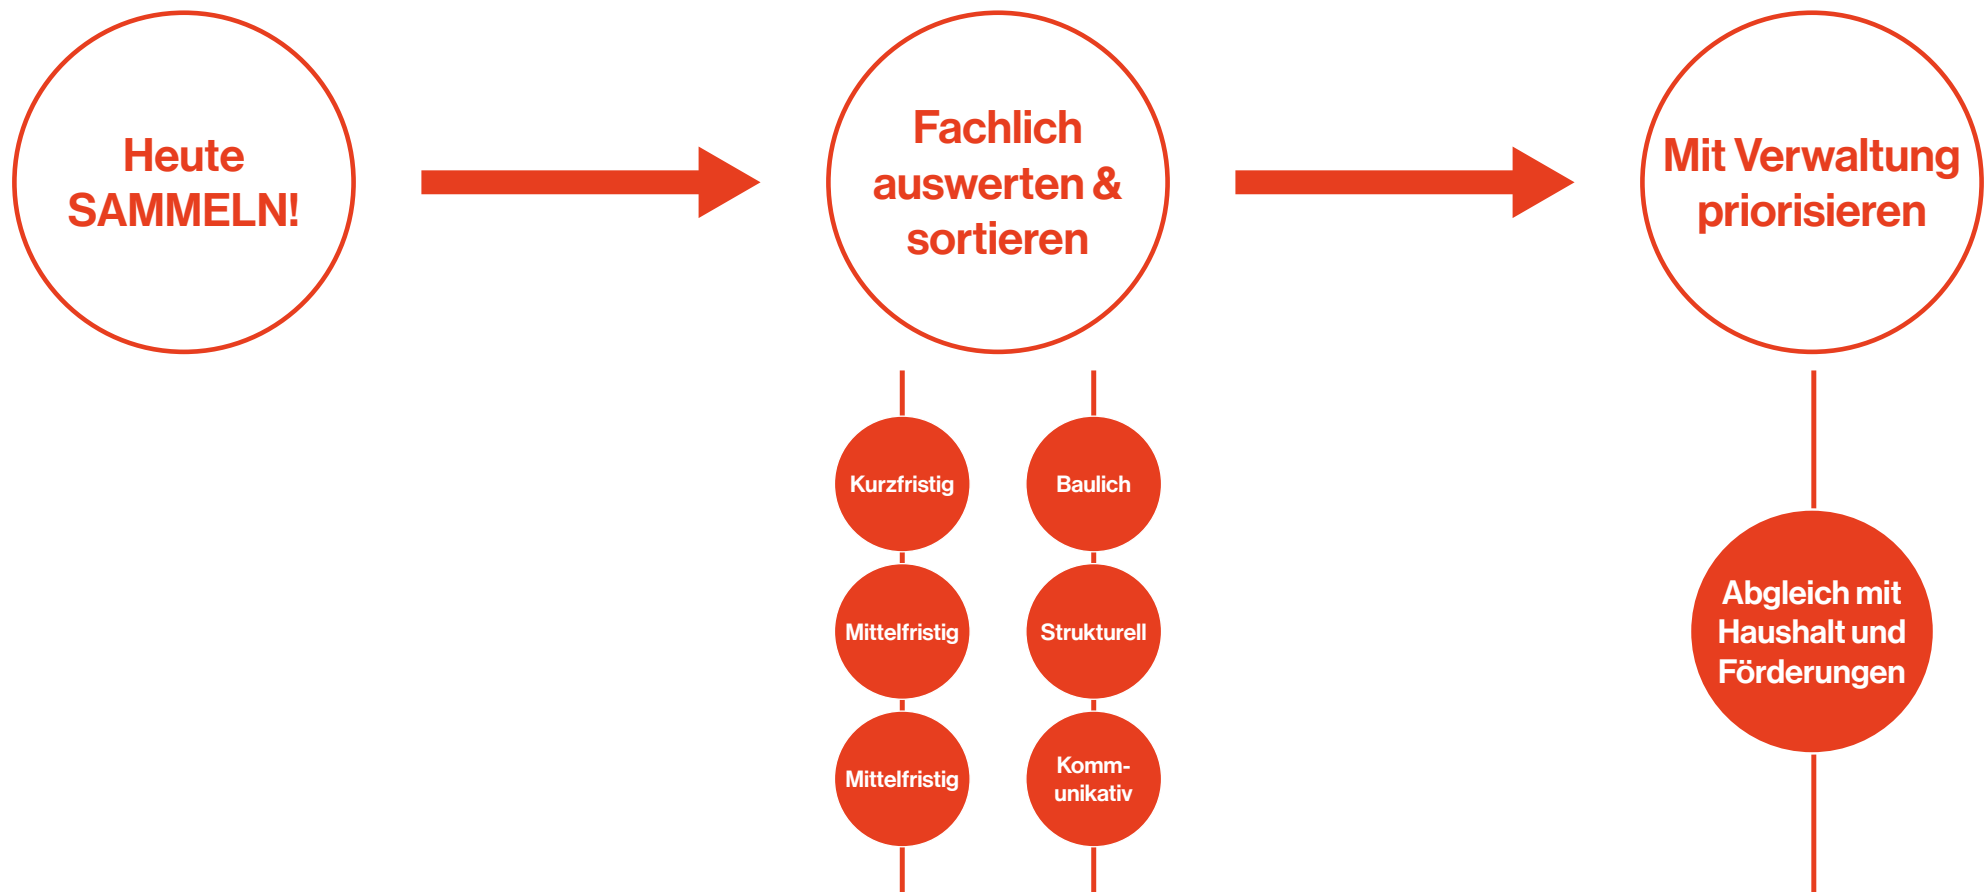 Heute
SAMMELN!
Fachlich
auswerten &
sortieren
Mit Verwaltung
priorisieren
Kurzfristig
Mittelfristig
Mittelfristig
Baulich
Strukturell
Komm-
unikativ
Abgleich mit
Haushalt und
Förderungen